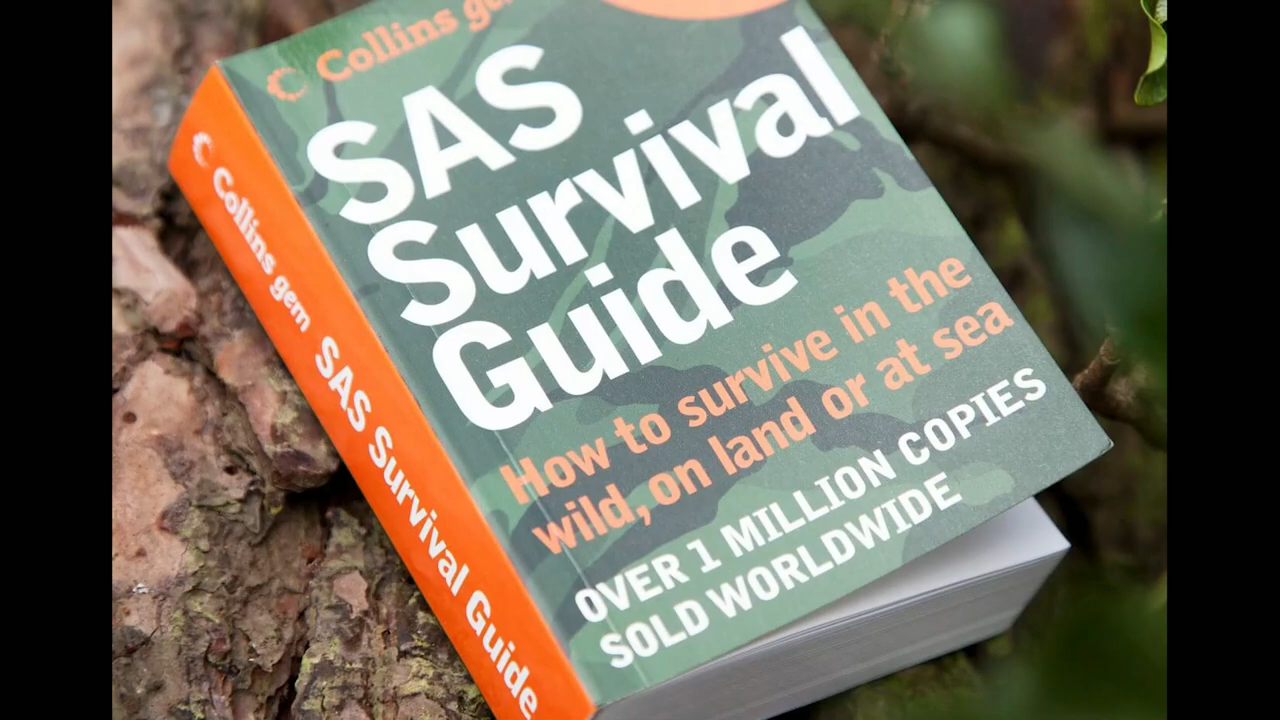 Collins gem
SAS
Survival
Guide
How to survive in the
wild, on land or at sea
OVER 1 MILLION COPIES
SOLD WORLDWIDE
Collins gem SAS Survival Guide